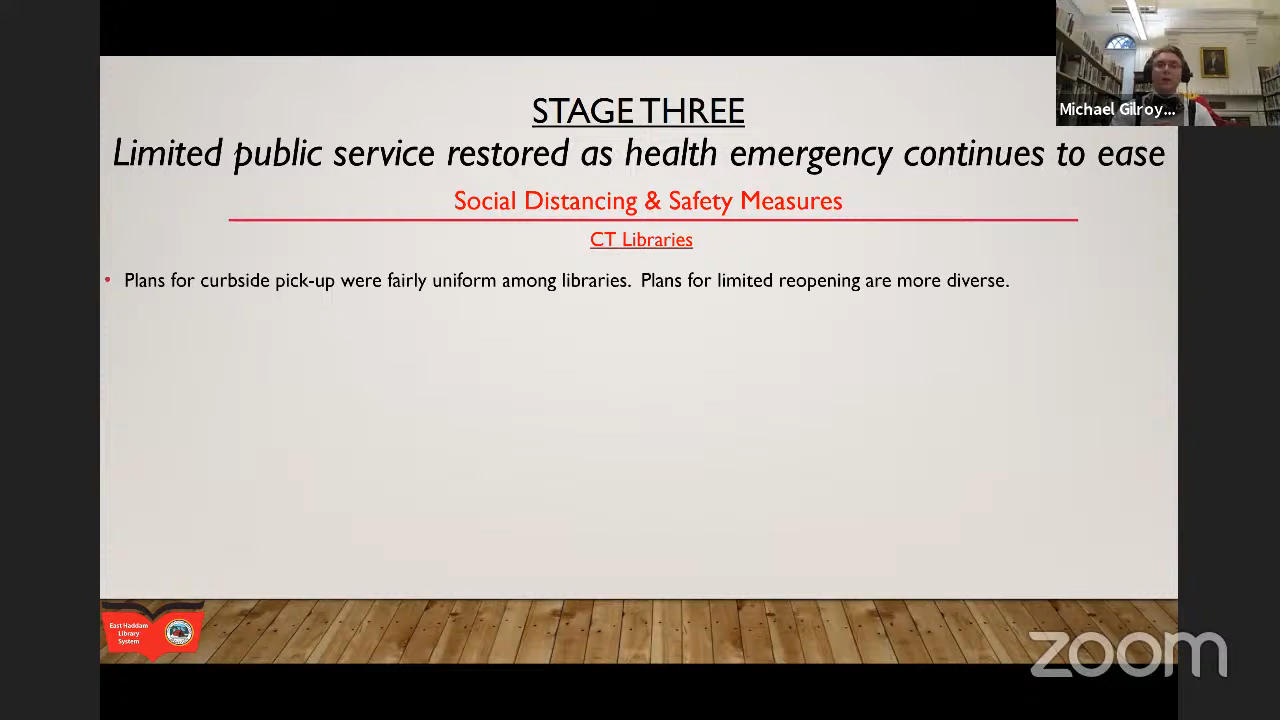 STAGE THREE
Limited public service restored as health emergency continues to ease
Social Distancing & Safety Measures
CT Libraries
• Plans for curbside pick-up were fairly uniform among libraries.  Plans for limited reopening are more diverse.
Michael Gilroy...
East Haddam
Library
System
zoom